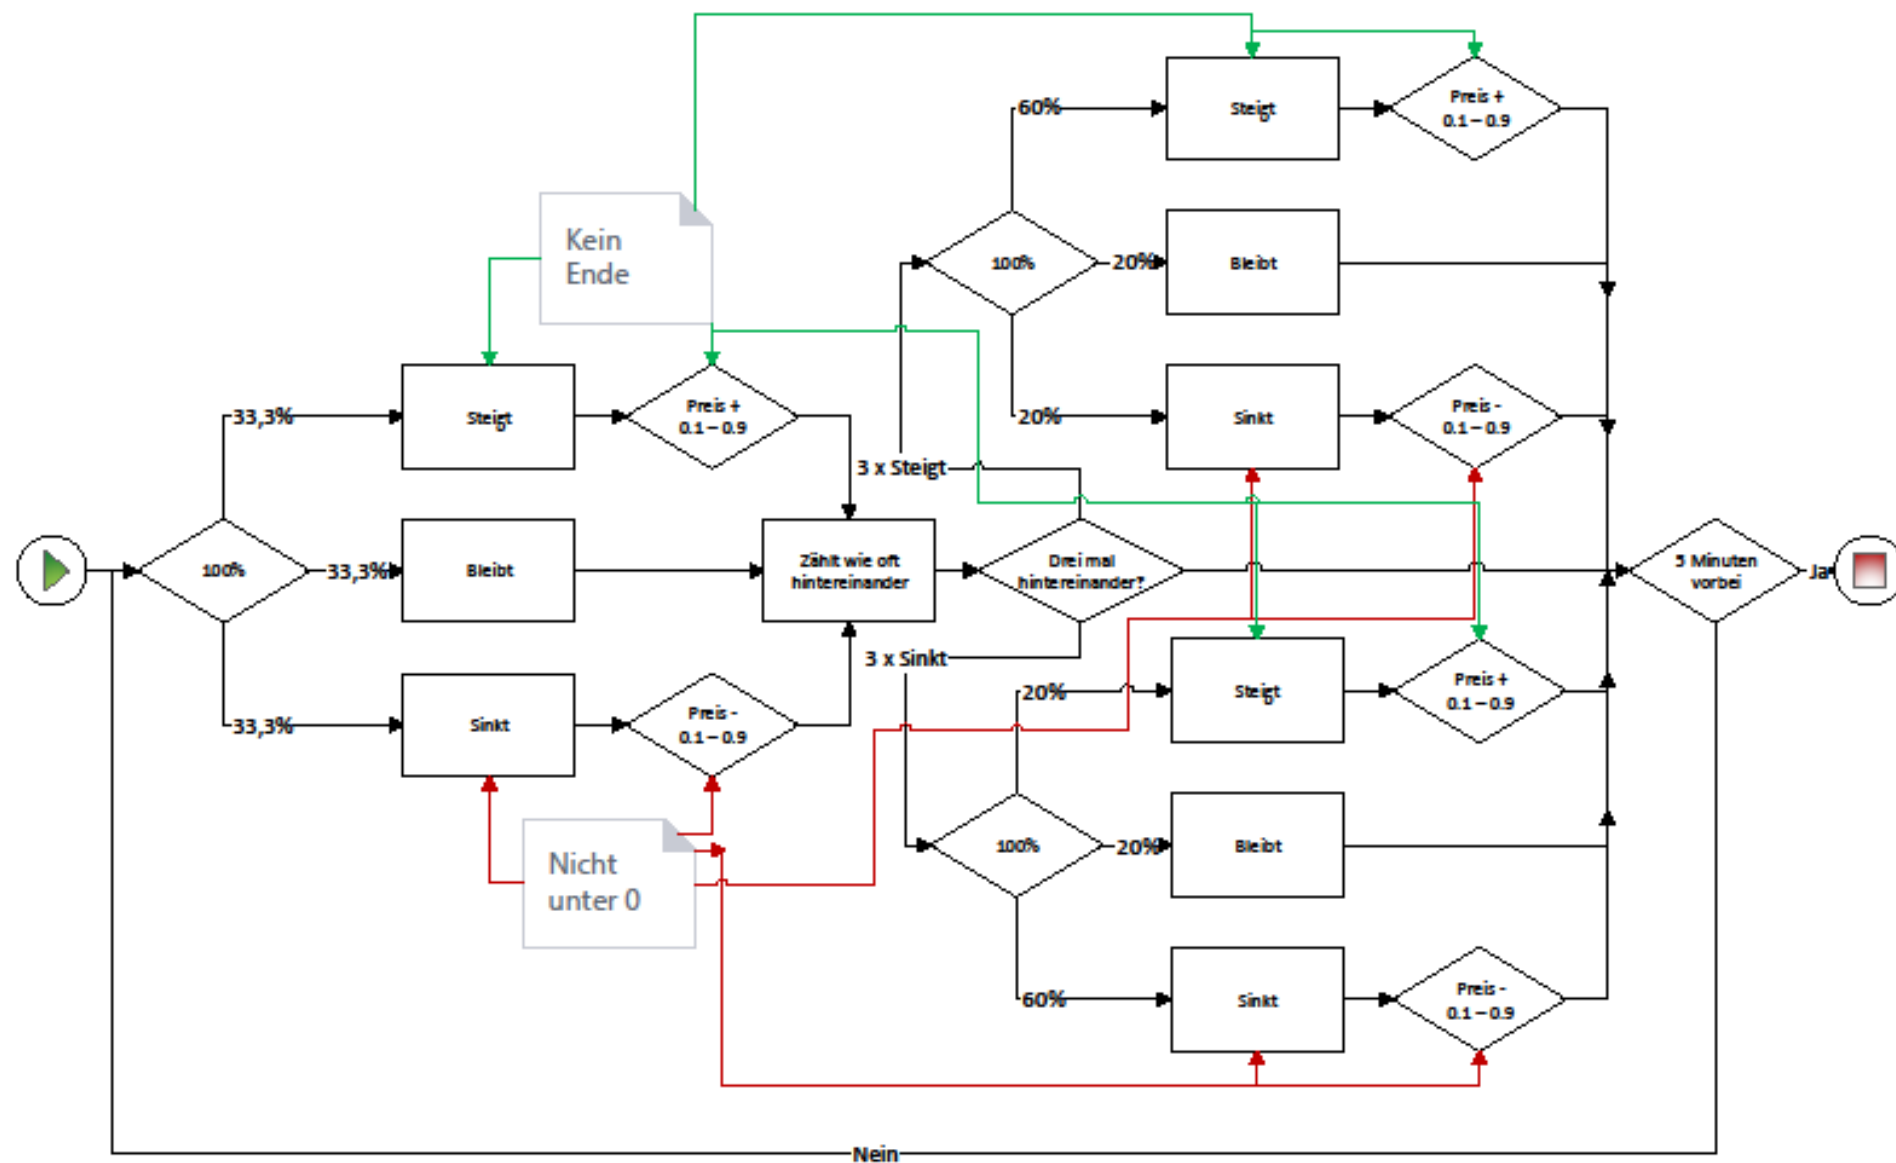 60%
Steigt
Preis +
0.1 – 0.9
Kein
Ende
100%
20%
Bleibt
33,3%
Steigt
Preis +
0.1 – 0.9
20%
Sinkt
Preis -
0.1 – 0.9
3 x Steigt
100%
33,3%
Bleibt
Zählt wie oft
hintereinander
Drei mal
hintereinander?
5 Minuten
vorbei
Ja
3 x Sinkt
33,3%
Sinkt
Preis -
0.1 – 0.9
20%
Steigt
Preis +
0.1 – 0.9
Nicht
unter 0
100%
20%
Bleibt
60%
Sinkt
Preis -
0.1 – 0.9
Nein